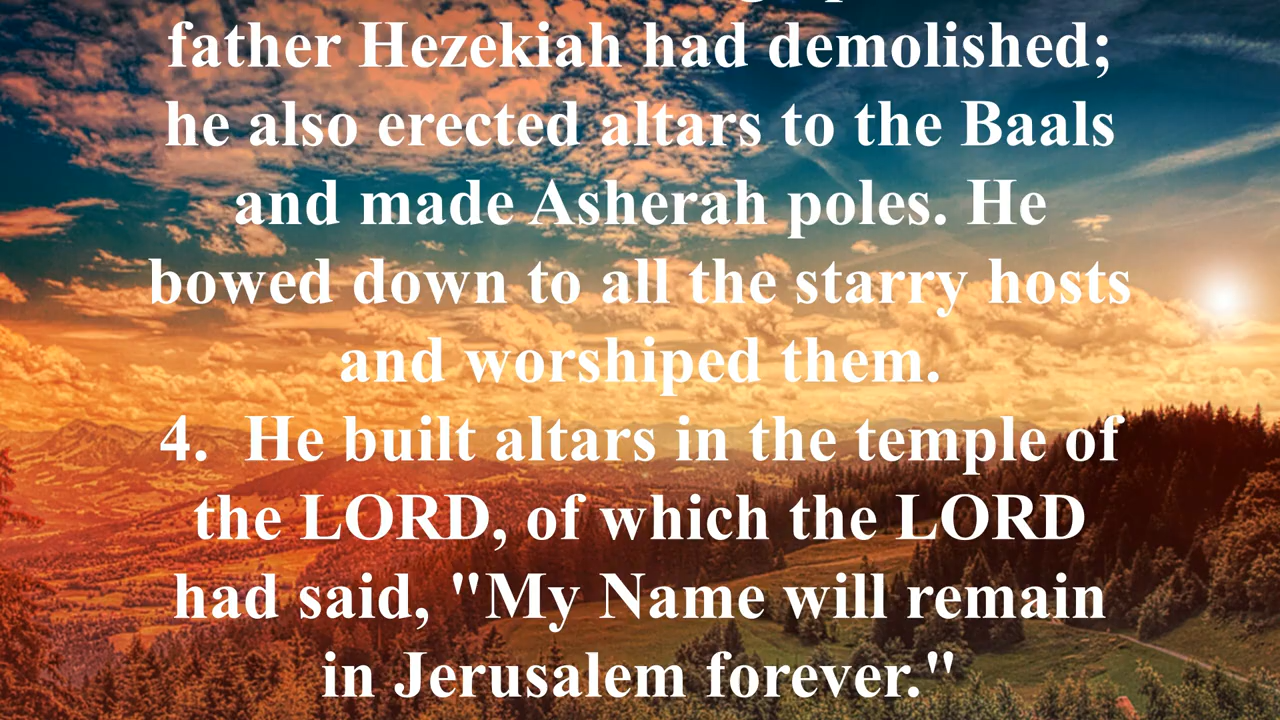 father Hezekiah had demolished;
he also erected altars to the Baals
and made Asherah poles. He
bowed down to all the starry hosts
and worshiped them.
4.  He built altars in the temple of
the LORD, of which the LORD
had said, "My Name will remain
in Jerusalem forever."